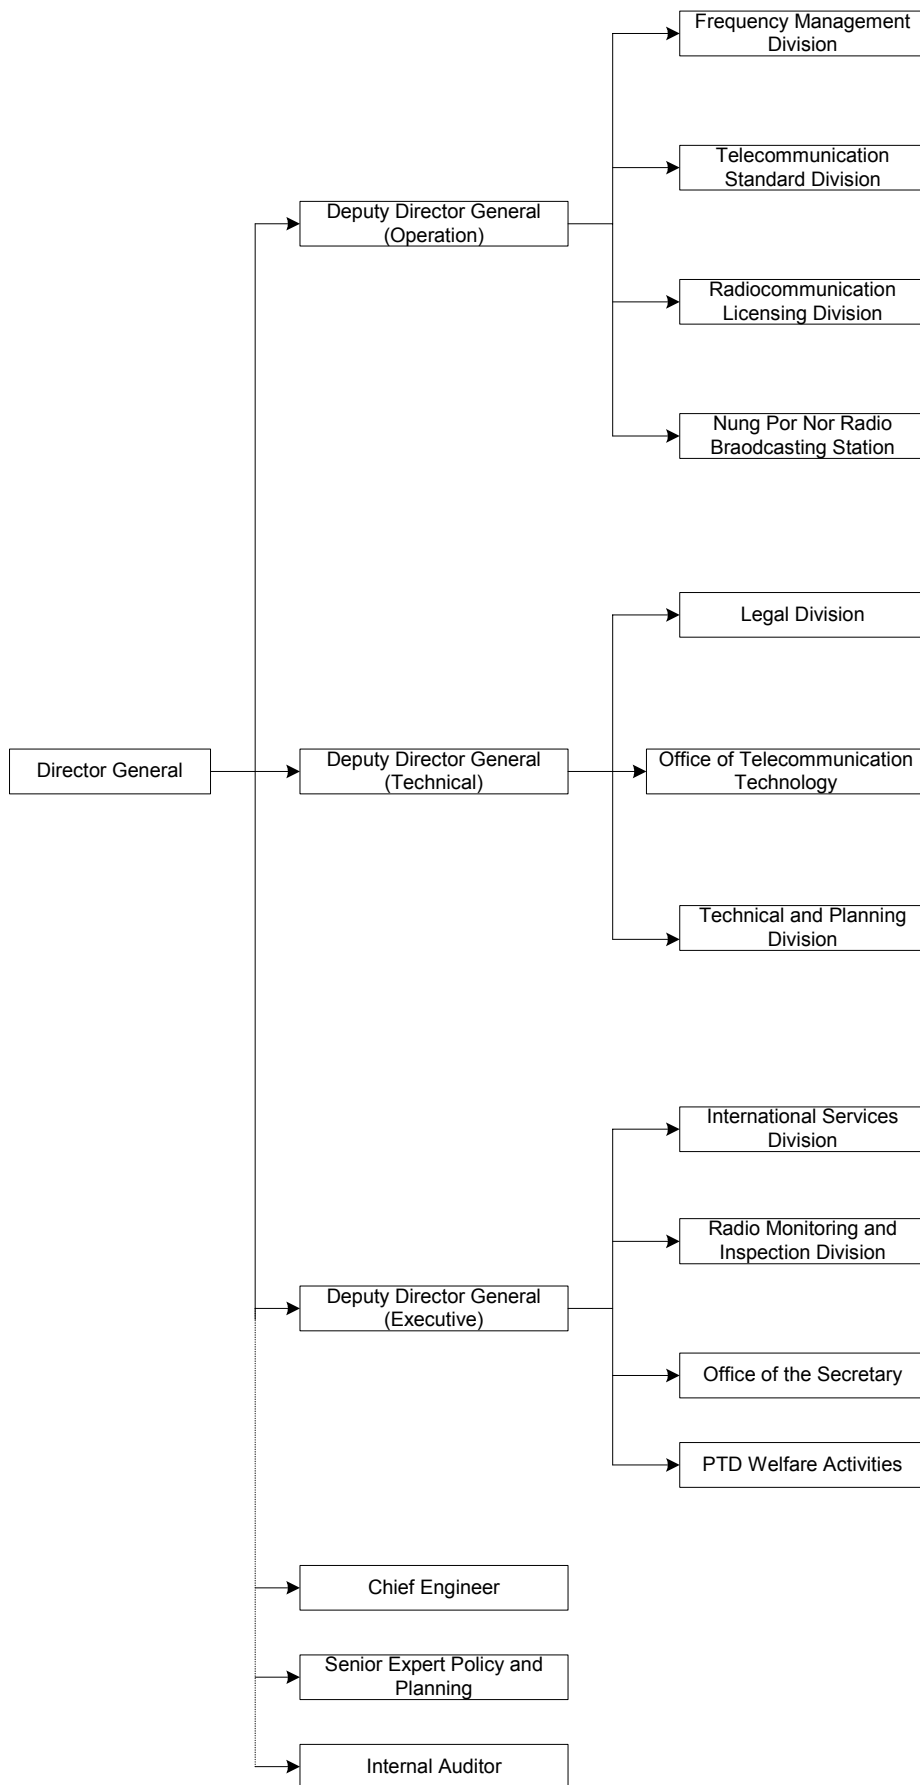 Frequency Management
Division
Telecommunication
Standard Division
Deputy Director General
(Operation)
Radiocommunication
Licensing Division
Nung Por Nor Radio
Braodcasting Station
Legal Division
Director General
Deputy Director General
(Technical)
Office of Telecommunication
Technology
Technical and Planning
Division
International Services
Division
Radio Monitoring and
Inspection Division
Deputy Director General
(Executive)
Office of the Secretary
PTD Welfare Activities
Chief Engineer
Senior Expert Policy and
Planning
Internal Auditor